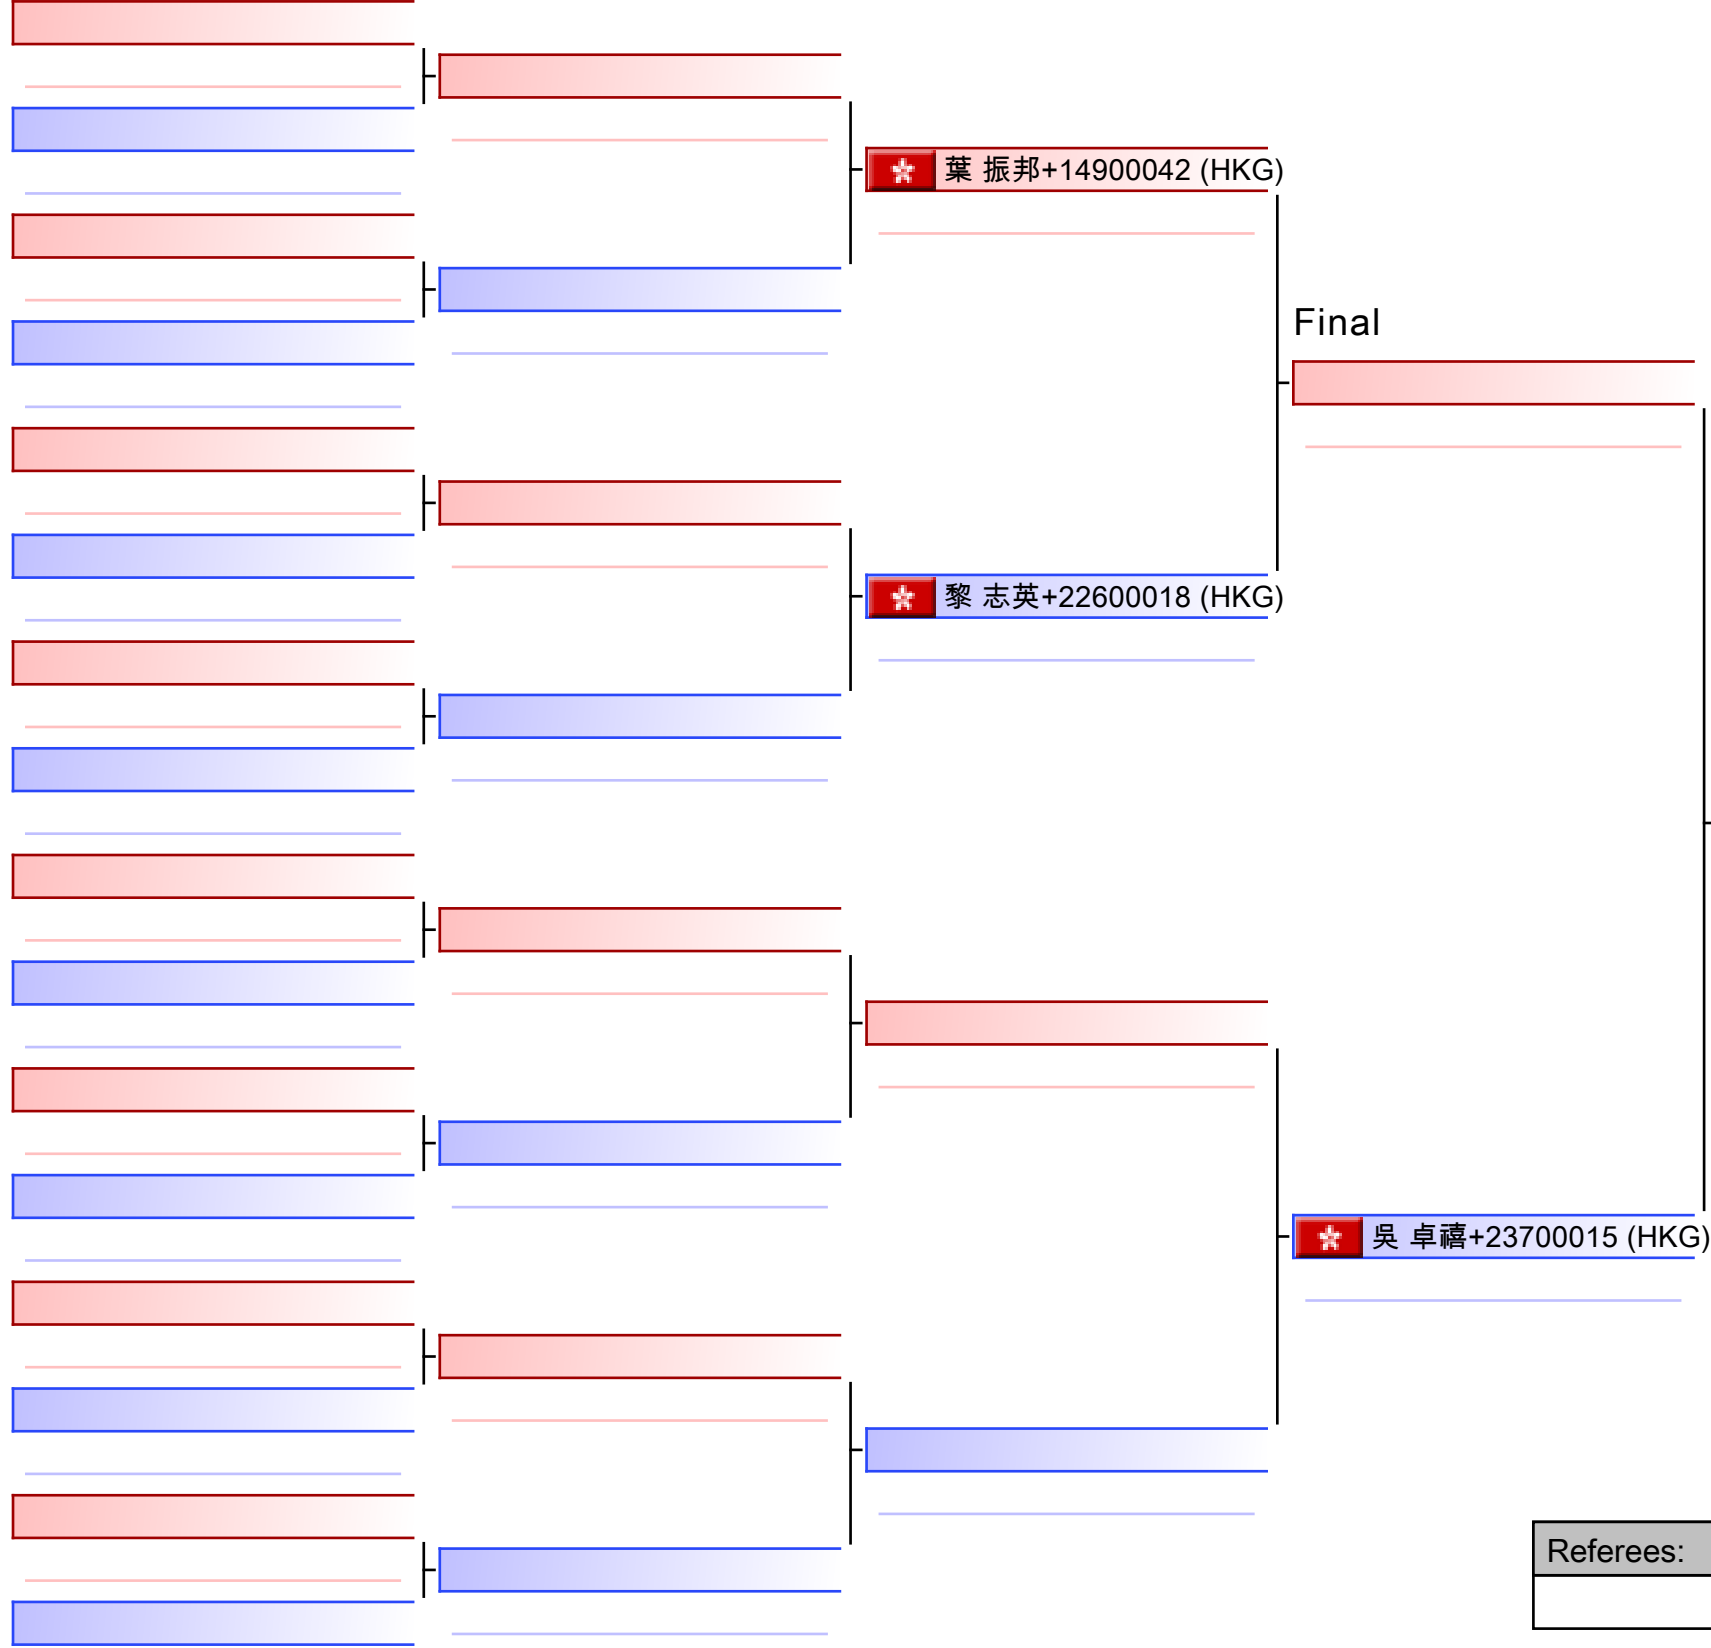 葉 振邦+14900042 (HKG)
Final
黎 志英+22600018 (HKG)
吳 卓禧+23700015 (HKG)
Referees: